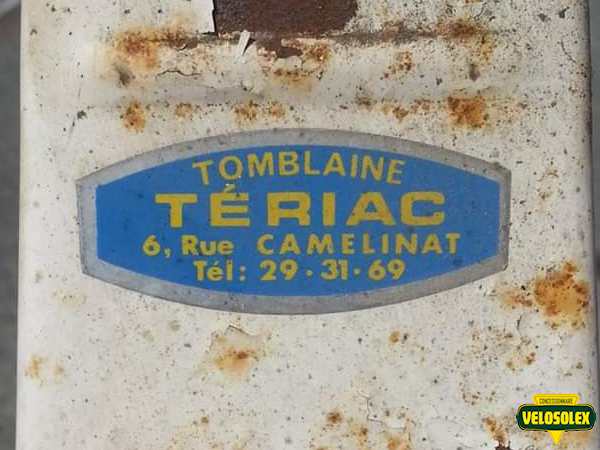 TOMBLAINE
TÉRIAC
6, Rue CAMELINAT
Tél: 29.31.69
CONCESSIONNAIRE
VELOSOLEX